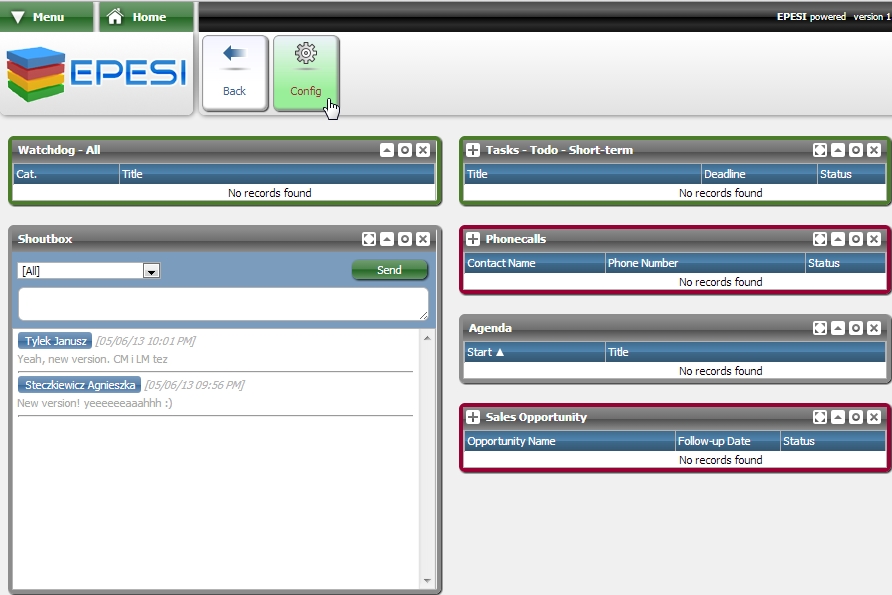 Menu
Home
EPESI powered version 1
EPESI
Back
Config
Watchdog - All
Cat. Title
No records found
Shoutbox
[All]
Send
Tylek Janusz [05/06/13 10:01 PM]
Yeah, new version. CM i LM tez
Steczkiewicz Agnieszka [05/06/13 09:56 PM]
New version! yeeeeeeaaahhh :)
Tasks - Todo - Short-term
Title Deadline Status
No records found
Phonecalls
Contact Name Phone Number Status
No records found
Agenda
Start ▲ Title
No records found
Sales Opportunity
Opportunity Name Follow-up Date Status
No records found